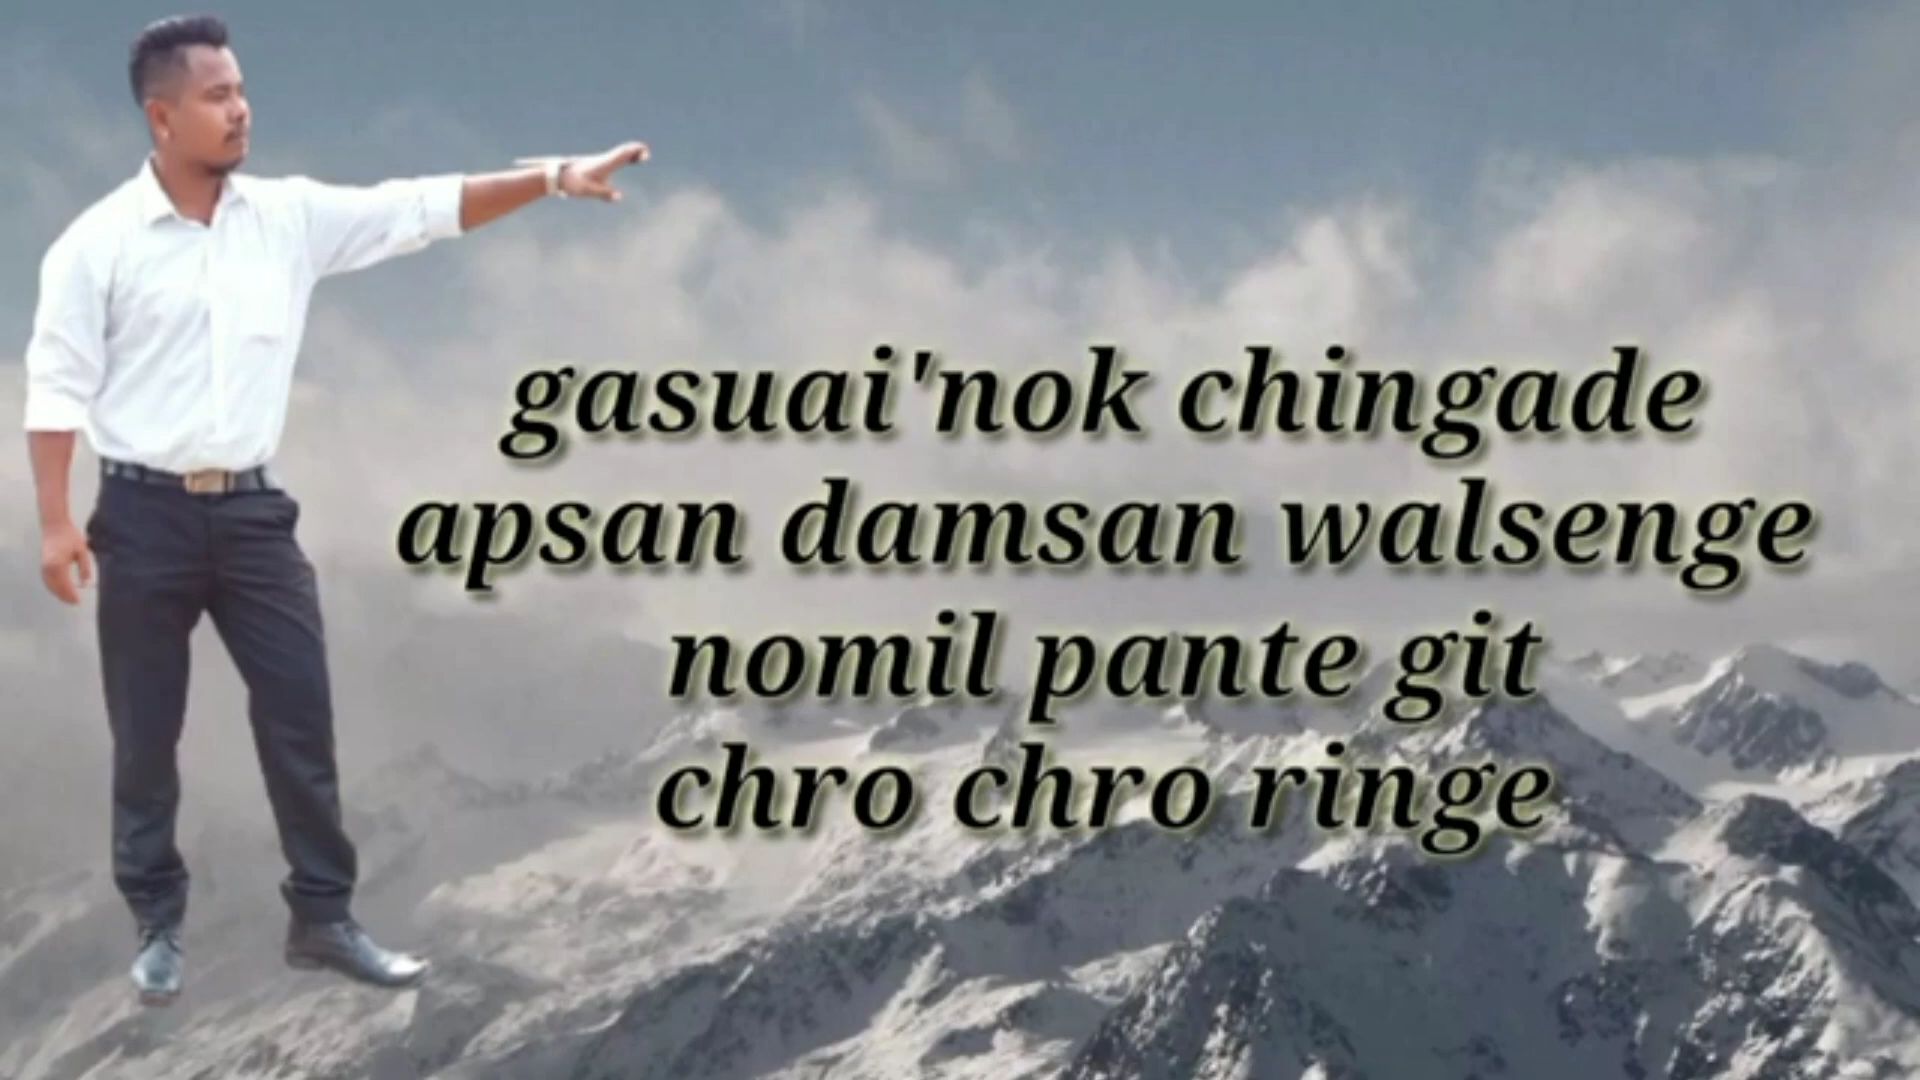 gasuai'nok chingade
apsan damsan walsenge
nomil pante git
chro chro ringe